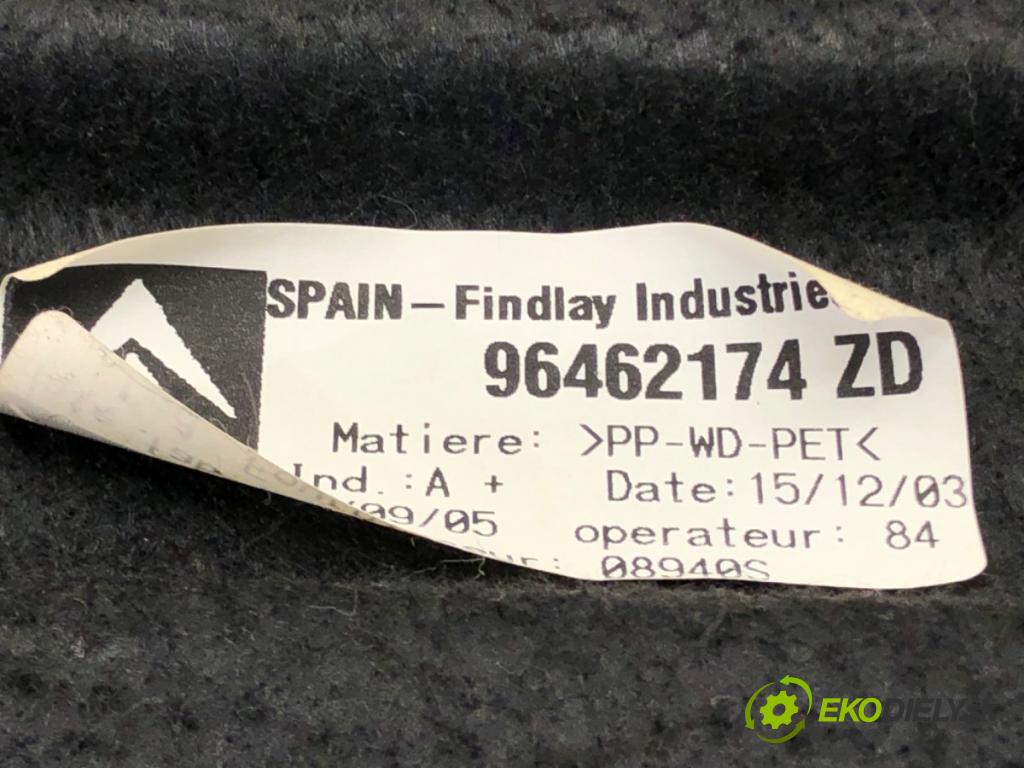 SPAIN-Findlay Industrie
96462174 ZD
Matiere: >PP-WD-PET<
Ind.:A + Date:15/12/03
/09/05 operateur: 84
08940S
EKODIELY